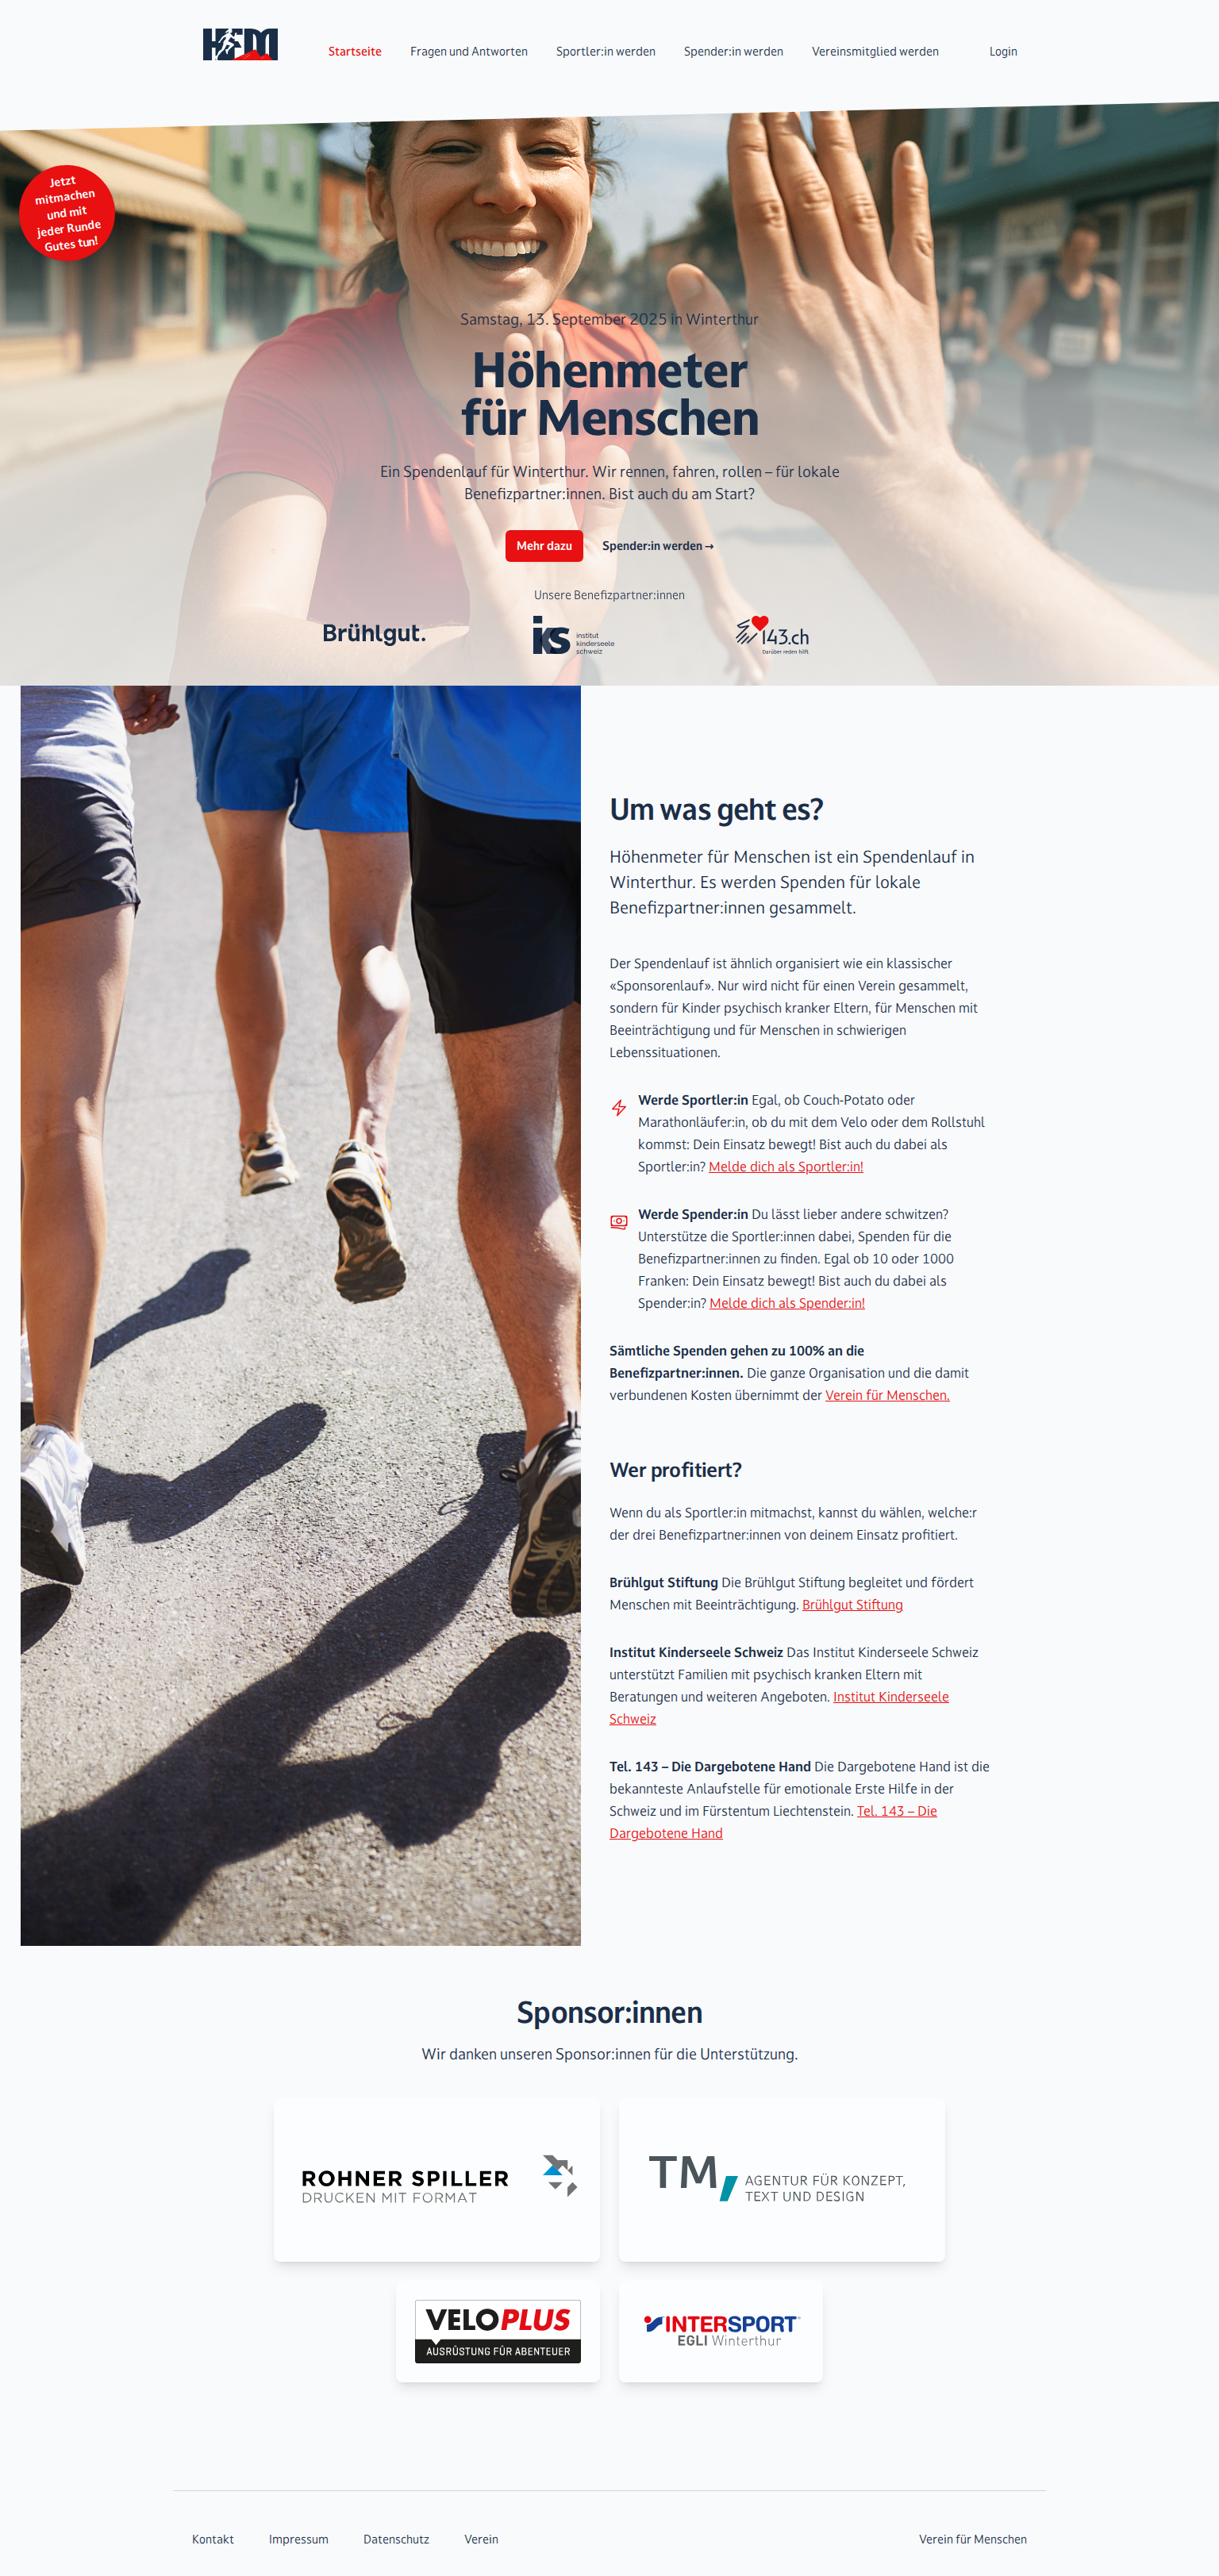 HFM
Startseite
Fragen und Antworten
Sportler:in werden
Spender:in werden
Vereinsmitglied werden
Login
Jetzt
mitmachen
und mit
jeder Runde
Gutes tun!
Samstag, 13. September 2025 in Winterthur
Höhenmeter
für Menschen
Ein Spendenlauf für Winterthur. Wir rennen, fahren, rollen – für lokale
Benefizpartner:innen. Bist auch du am Start?
Mehr dazu
Spender:in werden →
Unsere Benefizpartner:innen
Brühlgut.
iks institut
kinderseele
schweiz
143.ch
Darüber reden hilft.
Um was geht es?
Höhenmeter für Menschen ist ein Spendenlauf in
Winterthur. Es werden Spenden für lokale
Benefizpartner:innen gesammelt.
Der Spendenlauf ist ähnlich organisiert wie ein klassischer
«Sponsorenlauf». Nur wird nicht für einen Verein gesammelt,
sondern für Kinder psychisch kranker Eltern, für Menschen mit
Beeinträchtigung und für Menschen in schwierigen
Lebenssituationen.
Werde Sportler:in Egal, ob Couch-Potato oder
Marathonläufer:in, ob du mit dem Velo oder dem Rollstuhl
kommst: Dein Einsatz bewegt! Bist auch du dabei als
Sportler:in? Melde dich als Sportler:in!
Werde Spender:in Du lässt lieber andere schwitzen?
Unterstütze die Sportler:innen dabei, Spenden für die
Benefizpartner:innen zu finden. Egal ob 10 oder 1000
Franken: Dein Einsatz bewegt! Bist auch du dabei als
Spender:in? Melde dich als Spender:in!
Sämtliche Spenden gehen zu 100% an die
Benefizpartner:innen. Die ganze Organisation und die damit
verbundenen Kosten übernimmt der Verein für Menschen.
Wer profitiert?
Wenn du als Sportler:in mitmachst, kannst du wählen, welche:r
der drei Benefizpartner:innen von deinem Einsatz profitiert.
Brühlgut Stiftung Die Brühlgut Stiftung begleitet und fördert
Menschen mit Beeinträchtigung. Brühlgut Stiftung
Institut Kinderseele Schweiz Das Institut Kinderseele Schweiz
unterstützt Familien mit psychisch kranken Eltern mit
Beratungen und weiteren Angeboten. Institut Kinderseele
Schweiz
Tel. 143 – Die Dargebotene Hand Die Dargebotene Hand ist die
bekannteste Anlaufstelle für emotionale Erste Hilfe in der
Schweiz und im Fürstentum Liechtenstein. Tel. 143 – Die
Dargebotene Hand
Sponsor:innen
Wir danken unseren Sponsor:innen für die Unterstützung.
ROHNER SPILLER
DRUCKEN MIT FORMAT
TM, AGENTUR FÜR KONZEPT,
TEXT UND DESIGN
VELOPLUS
AUSRÜSTUNG FÜR ABENTEUER
INTERSPORT
EGLI Winterthur
Kontakt
Impressum
Datenschutz
Verein
Verein für Menschen